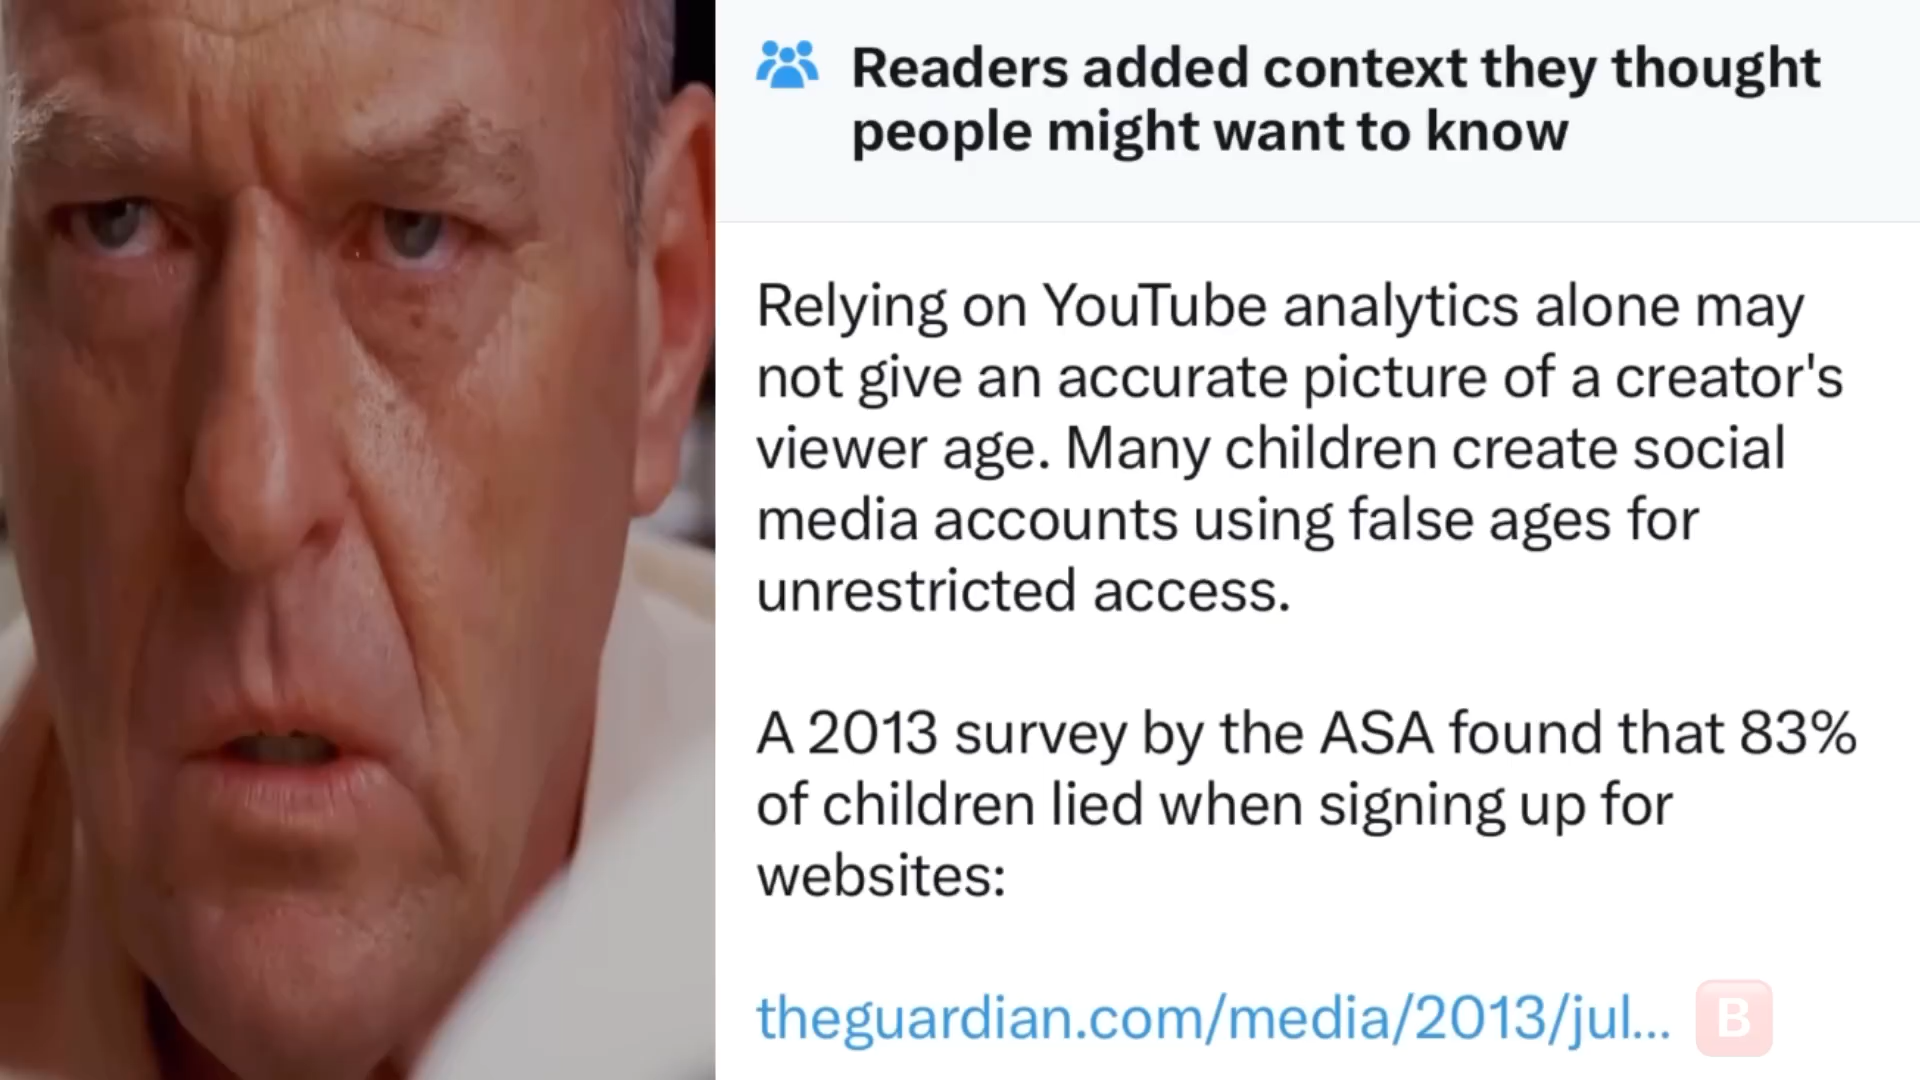 Readers added context they thought
people might want to know
Relying on YouTube analytics alone may
not give an accurate picture of a creator's
viewer age. Many children create social
media accounts using false ages for
unrestricted access.
A 2013 survey by the ASA found that 83%
of children lied when signing up for
websites:
theguardian.com/media/2013/jul...
B